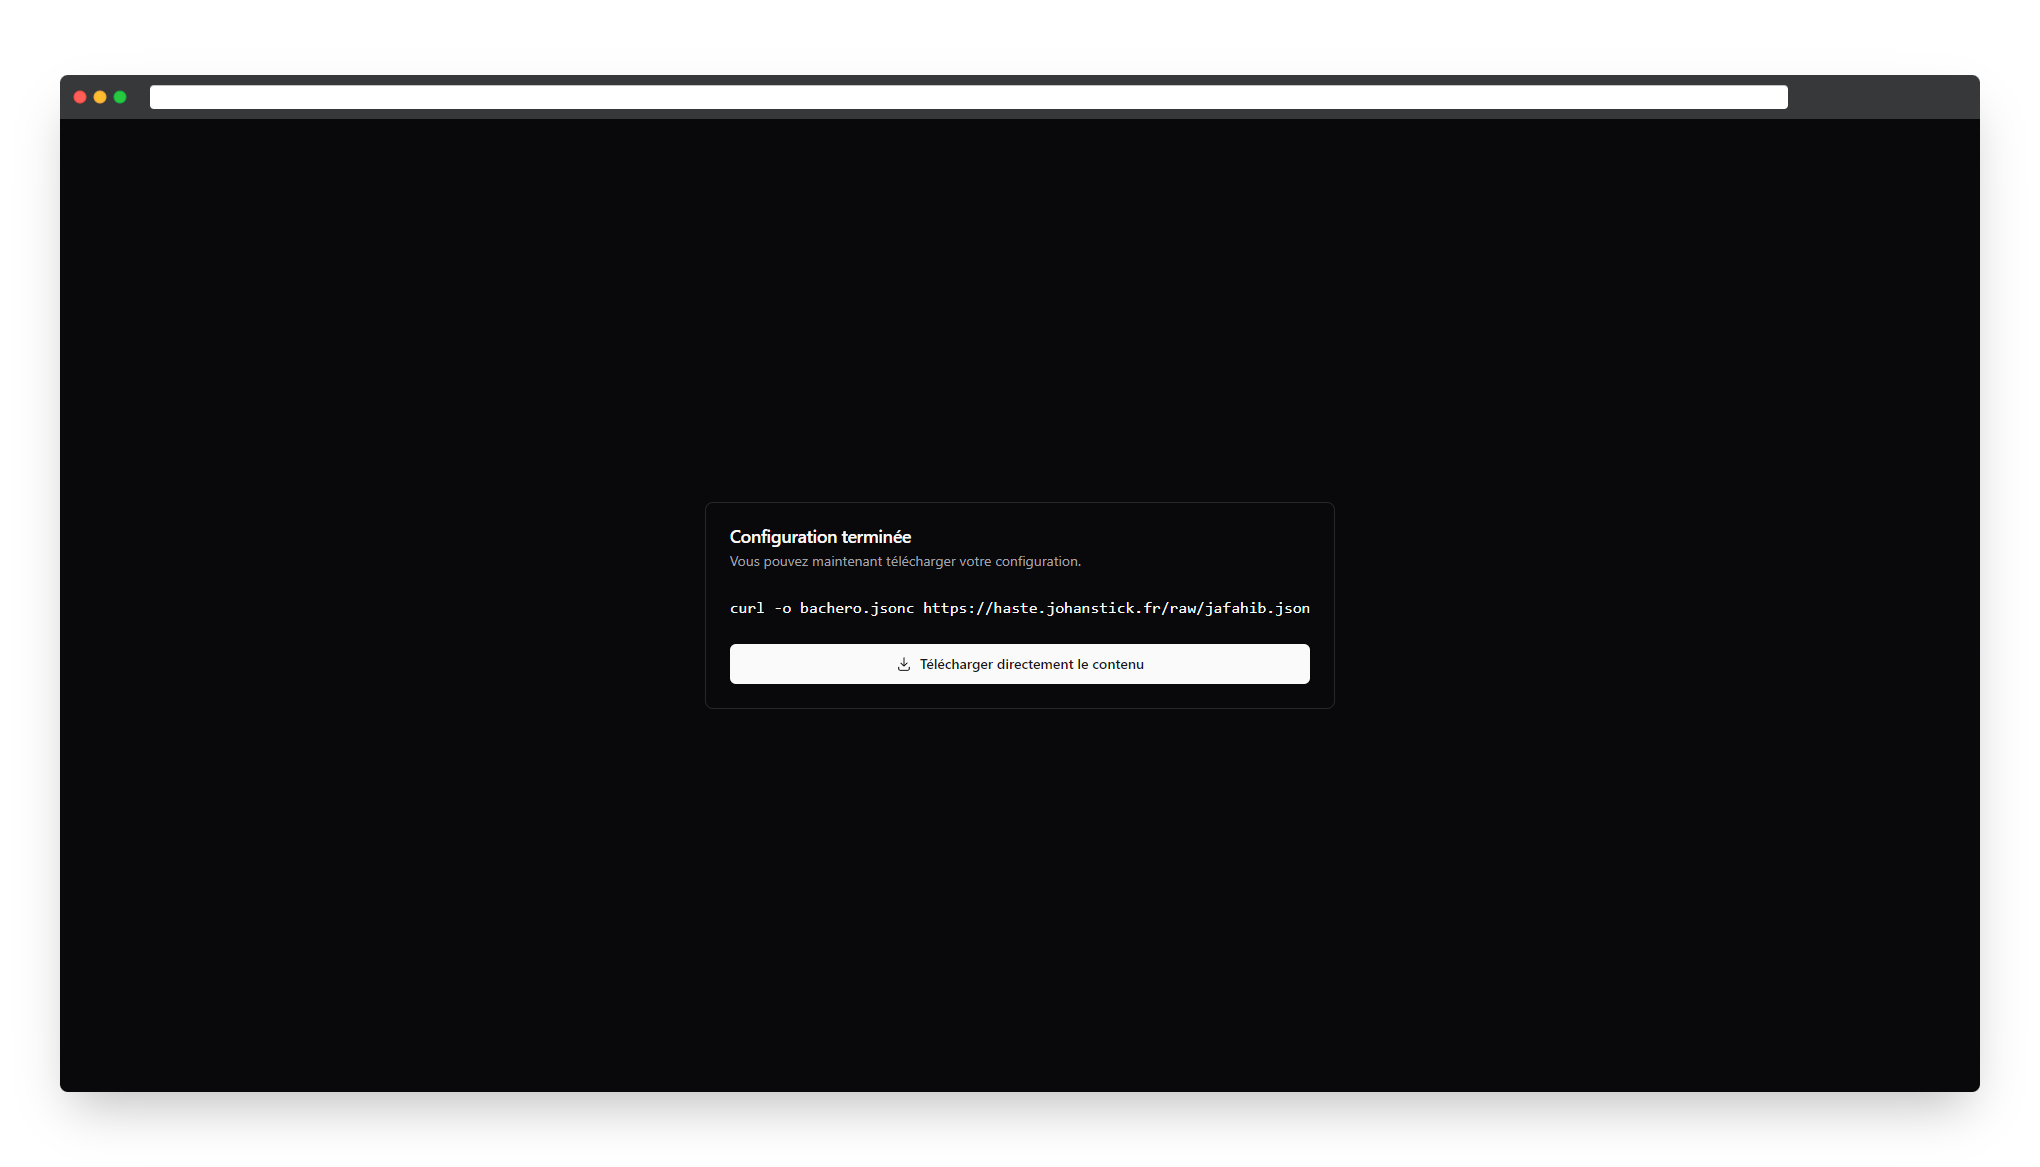 Configuration terminée
Vous pouvez maintenant télécharger votre configuration.
curl -o bachero.jsonc https://haste.johanstick.fr/raw/jafahib.json
Télécharger directement le contenu